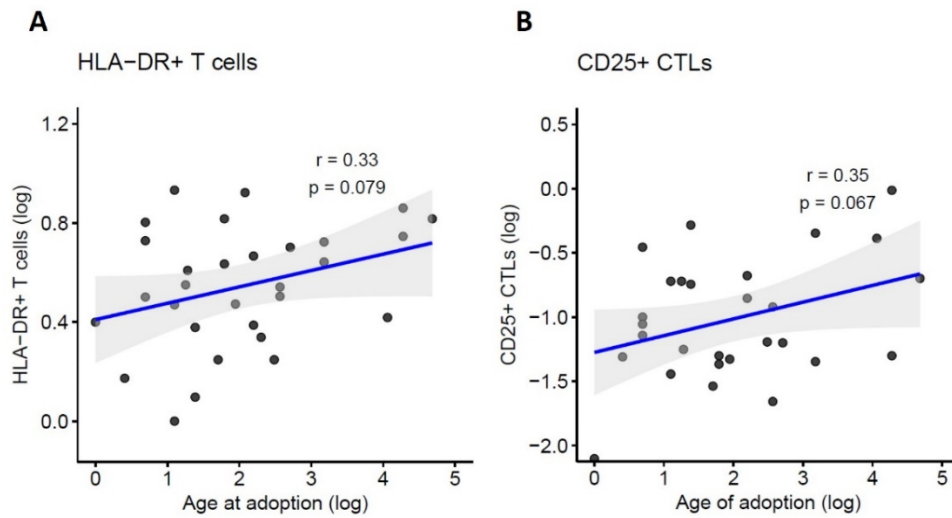 A
HLA−DR+ T cells
HLA−DR+ T cells (log)
1.2
0.8
0.4
0.0
r = 0.33
p = 0.079
0 1 2 3 4 5
Age at adoption (log)
B
CD25+ CTLs
CD25+ CTLs (log)
0.5
0.0
−0.5
−1.0
−1.5
−2.0
r = 0.35
p = 0.067
0 1 2 3 4 5
Age of adoption (log)